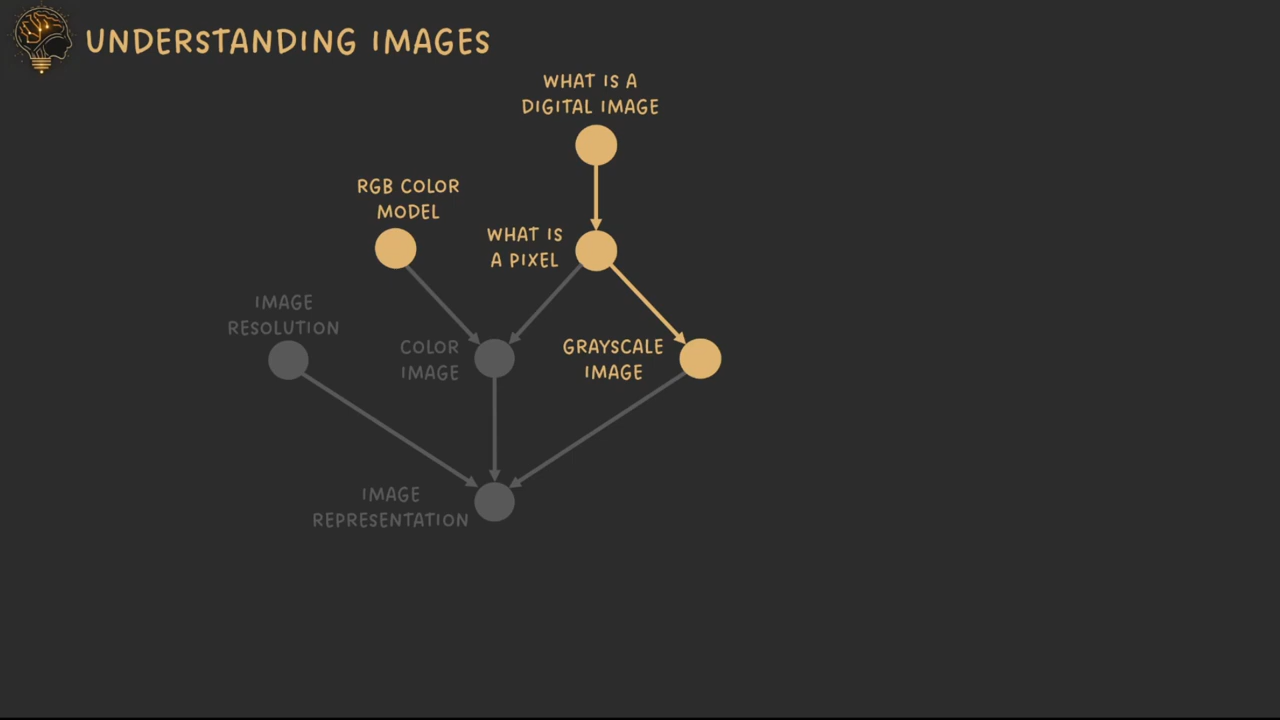 UNDERSTANDING IMAGES
WHAT IS A
DIGITAL IMAGE
RGB COLOR
MODEL
WHAT IS
A PIXEL
IMAGE
RESOLUTION
COLOR
IMAGE
GRAYSCALE
IMAGE
IMAGE
REPRESENTATION